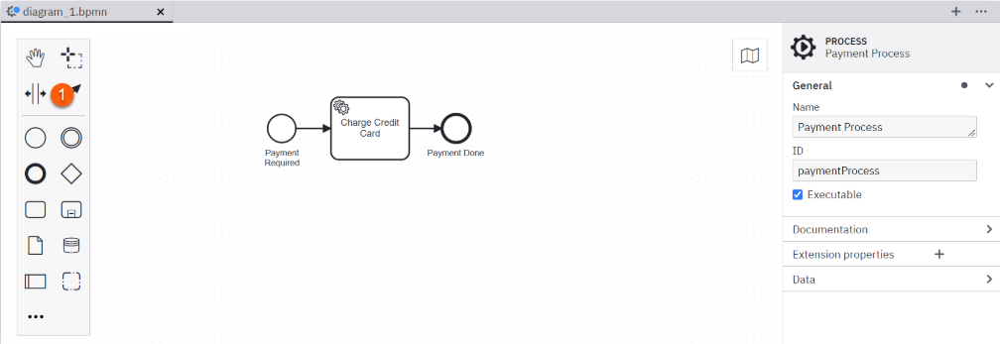 diagram_1.bpmn
PROCESS
Payment Process
General
Name
Payment Process
ID
paymentProcess
Executable
Documentation
Extension properties
Data
1
Charge Credit
Card
Payment
Required
Payment Done